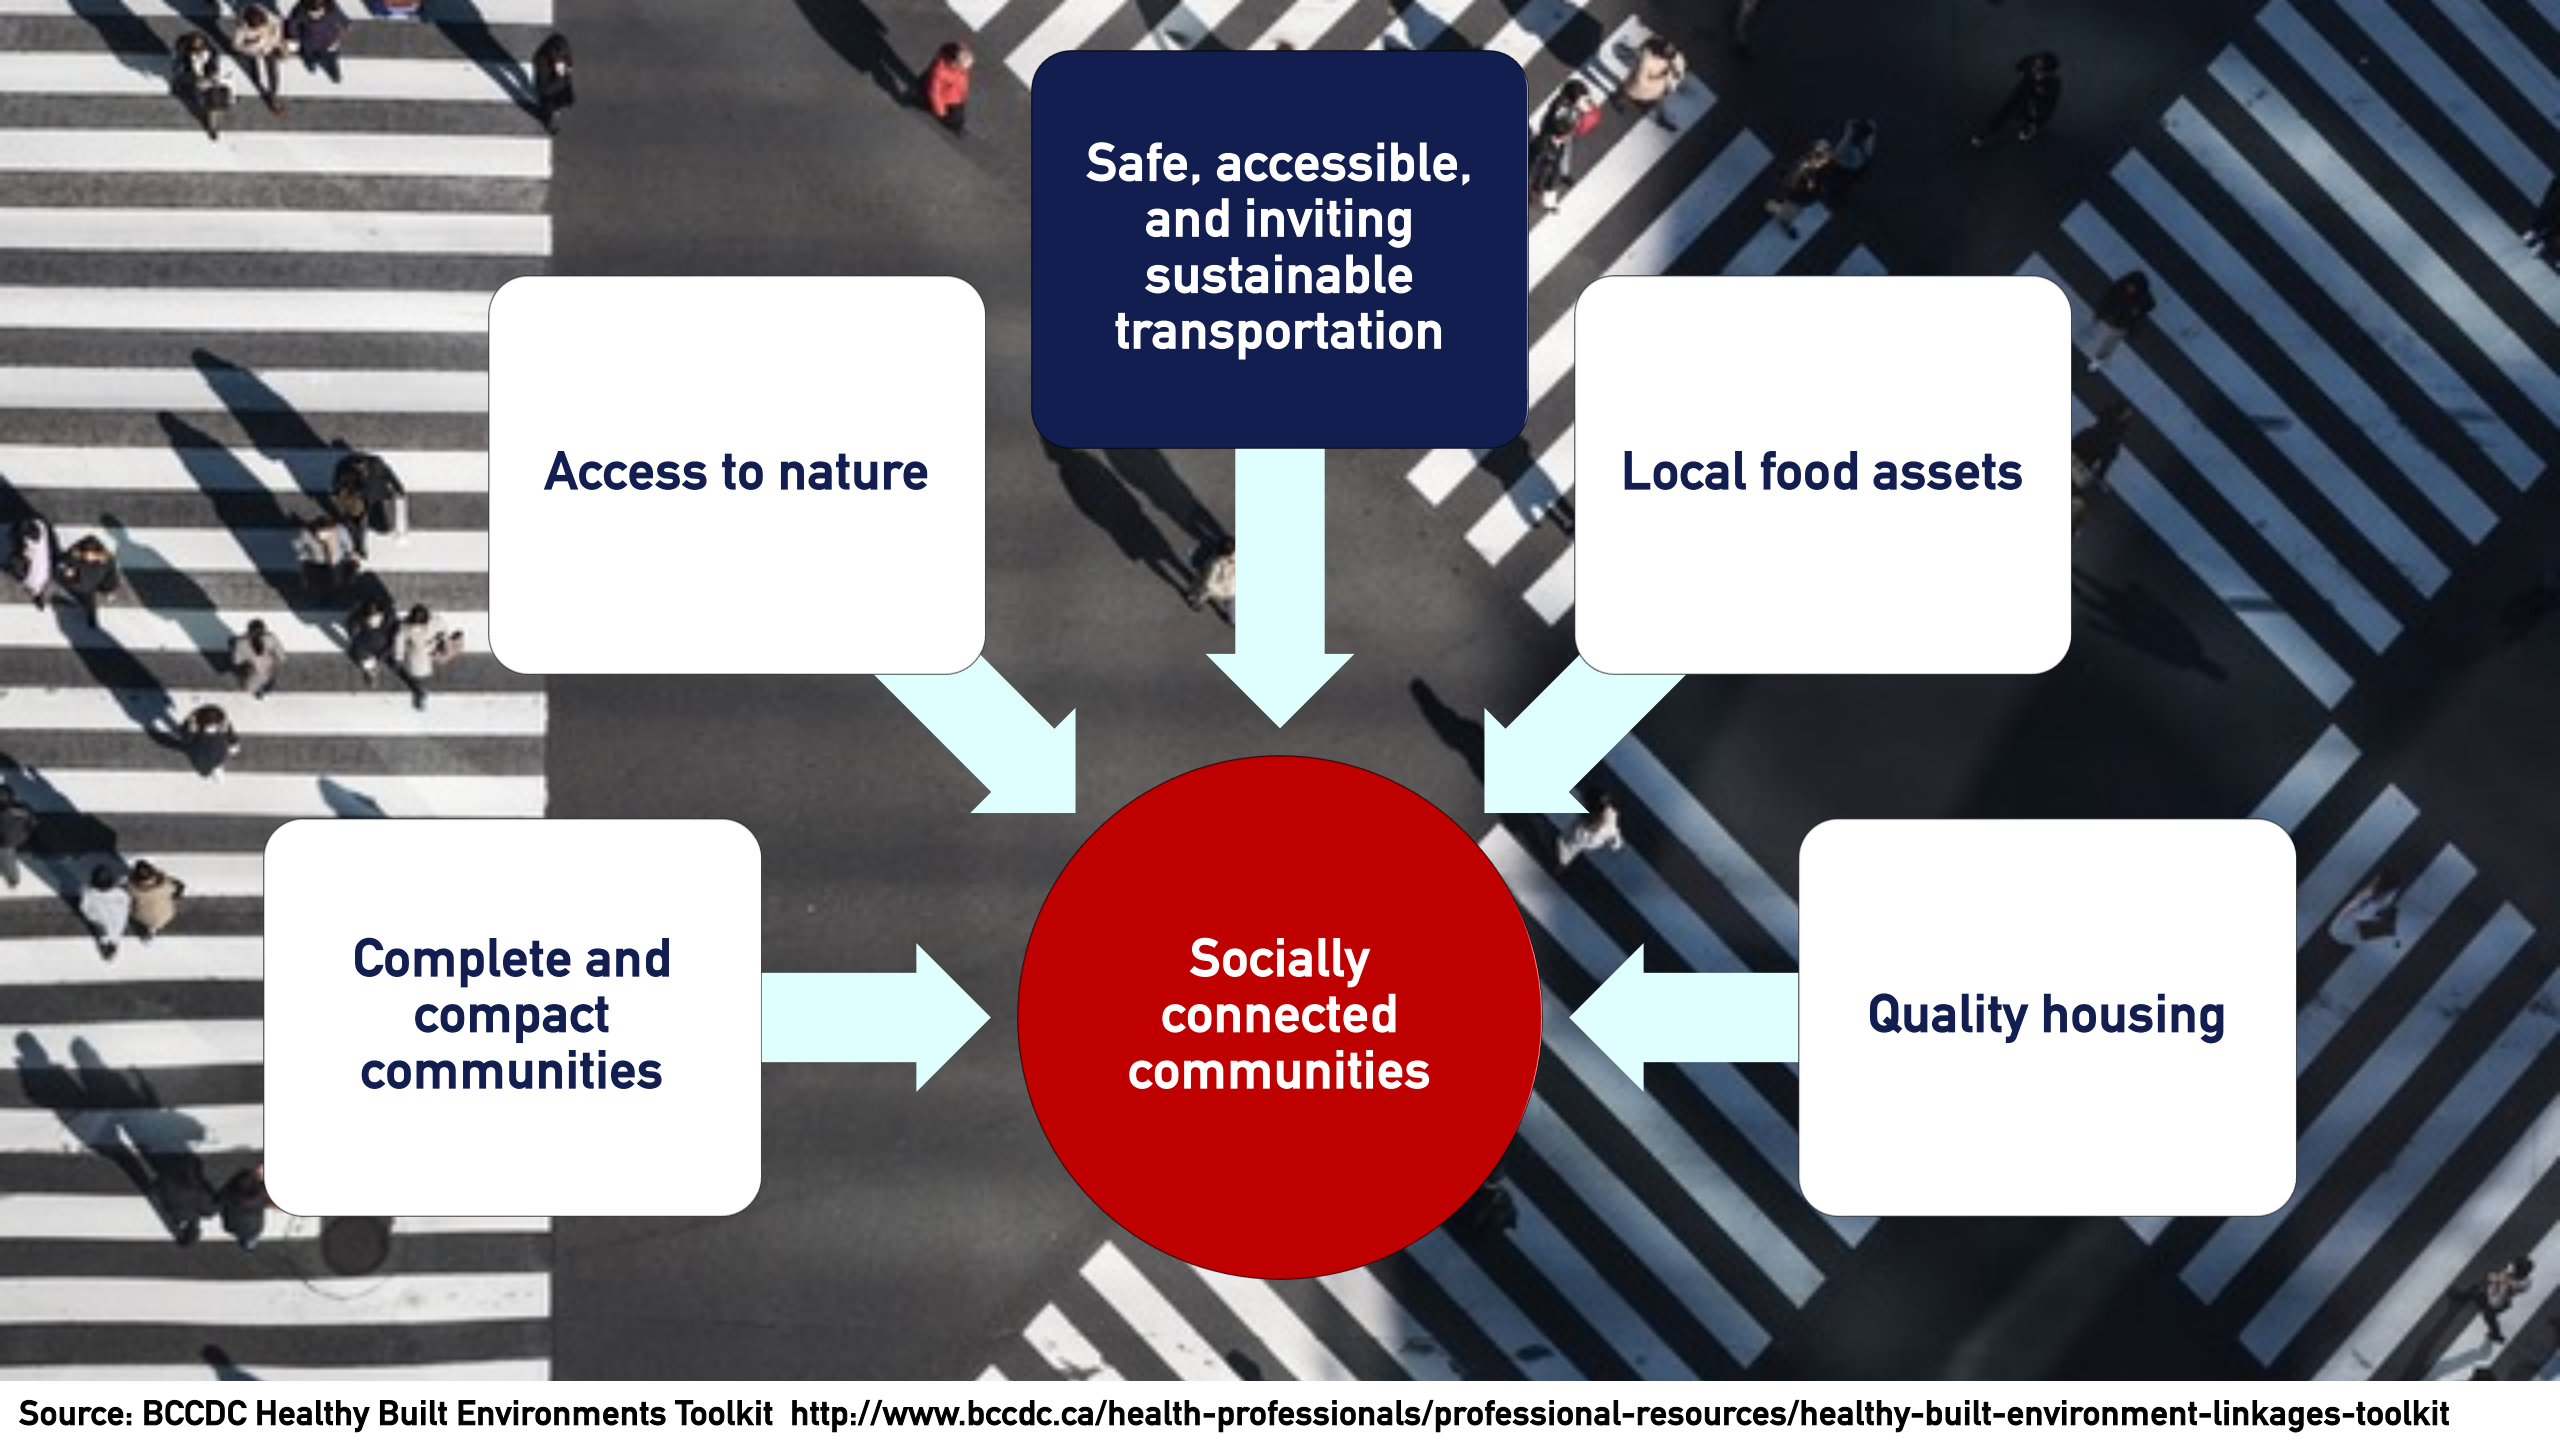 Safe, accessible,
and inviting
sustainable
transportation
Access to nature
Local food assets
Complete and
compact
communities
Socially
connected
communities
Quality housing
Source: BCCDC Healthy Built Environments Toolkit  http://www.bccdc.ca/health-professionals/professional-resources/healthy-built-environment-linkages-toolkit